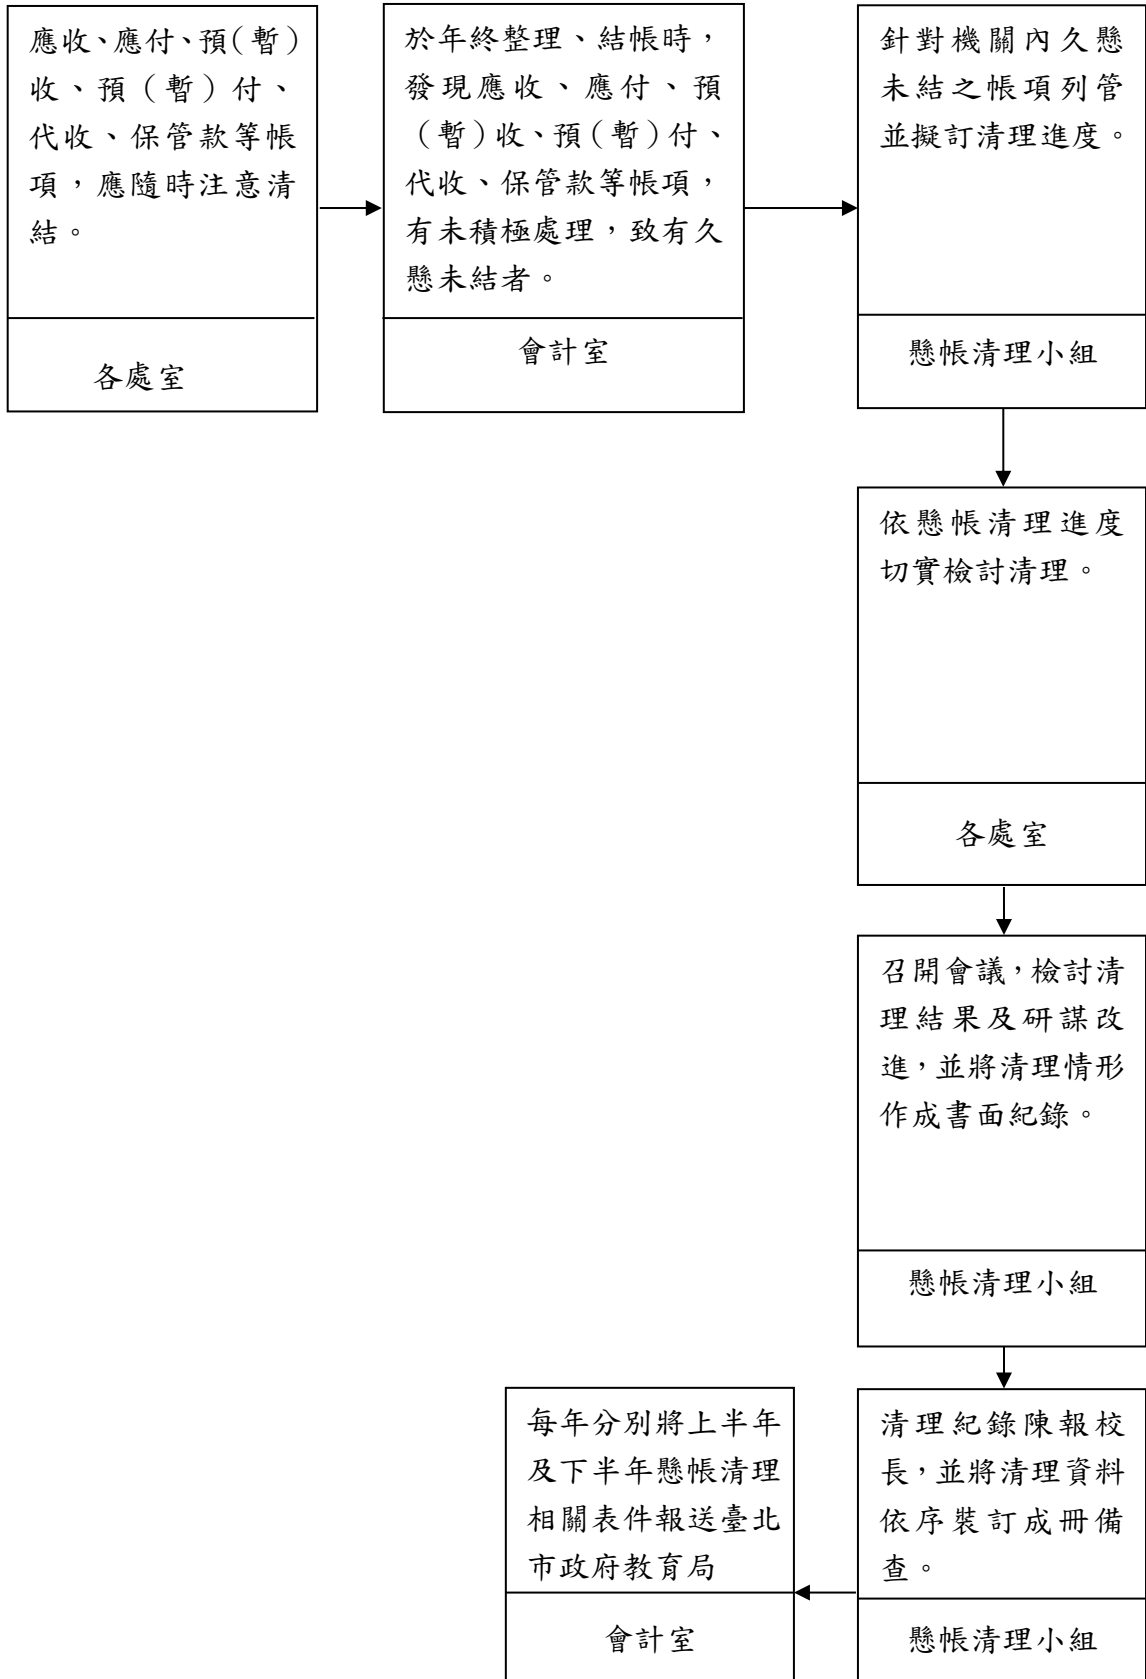 應收、應付、預(暫)
收、預（暫）付、
代收、保管款等帳
項，應隨時注意清
結。
各處室
於年終整理、結帳時，
發現應收、應付、預
（暫）收、預(暫)付、
代收、保管款等帳項，
有未積極處理，致有久
懸未結者。
會計室
針對機關內久懸
未結之帳項列管
並擬訂清理進度。
懸帳清理小組
依懸帳清理進度
切實檢討清理。
各處室
召開會議，檢討清
理結果及研謀改
進，並將清理情形
作成書面紀錄。
懸帳清理小組
清理紀錄陳報校
長，並將清理資料
依序裝訂成冊備
查。
懸帳清理小組
每年分別將上半年
及下半年懸帳清理
相關表件報送臺北
市政府教育局
會計室